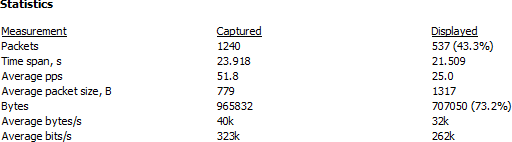 Statistics
Measurement Captured Displayed
Packets 1240 537 (43.3%)
Time span, s 23.918 21.509
Average pps 51.8 25.0
Average packet size, B 779 1317
Bytes 965832 707050 (73.2%)
Average bytes/s 40k 32k
Average bits/s 323k 262k